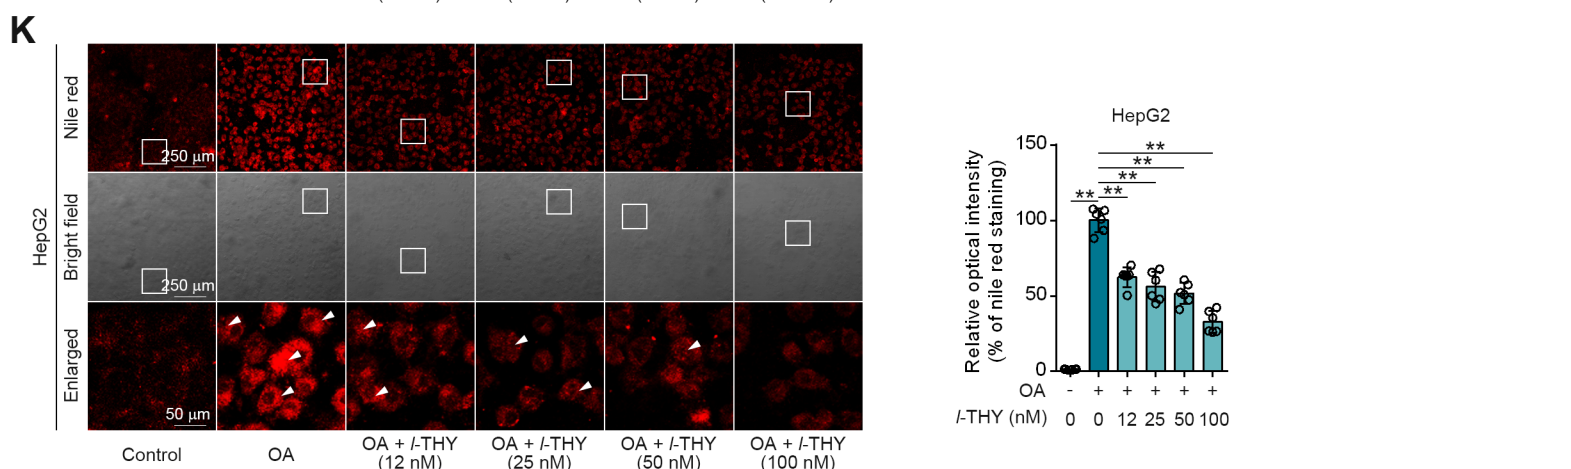 K
HepG2
Nile red
250 µm
Bright field
250 µm
Enlarged
50 µm
Control
OA
OA + l-THY
(12 nM)
OA + l-THY
(25 nM)
OA + l-THY
(50 nM)
OA + l-THY
(100 nM)
HepG2
Relative optical intensity
(% of nile red staining)
150
100
50
0
**
**
**
**
**
OA - + + + + +
l-THY (nM) 0 0 12 25 50 100